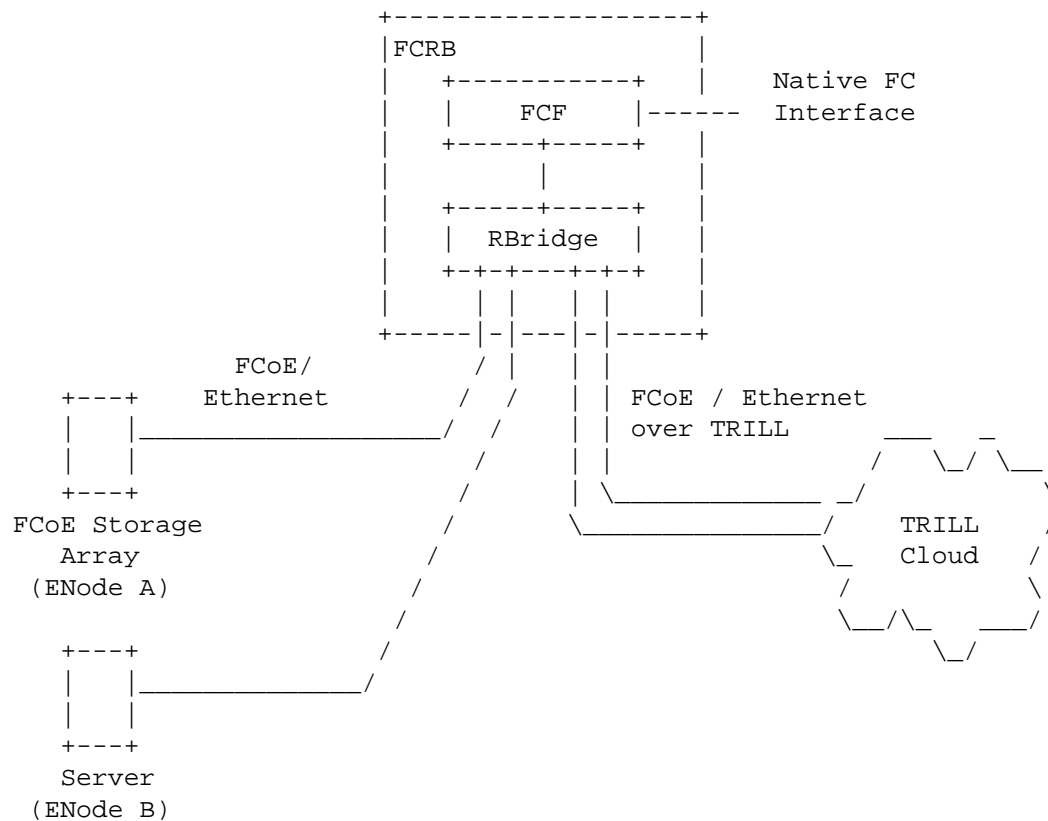 FCRB
Native FC
FCF
Interface
RBridge
FCoE/
Ethernet
FCoE / Ethernet
over TRILL
FCoE Storage
Array
(ENode A)
TRILL
Cloud
Server
(ENode B)